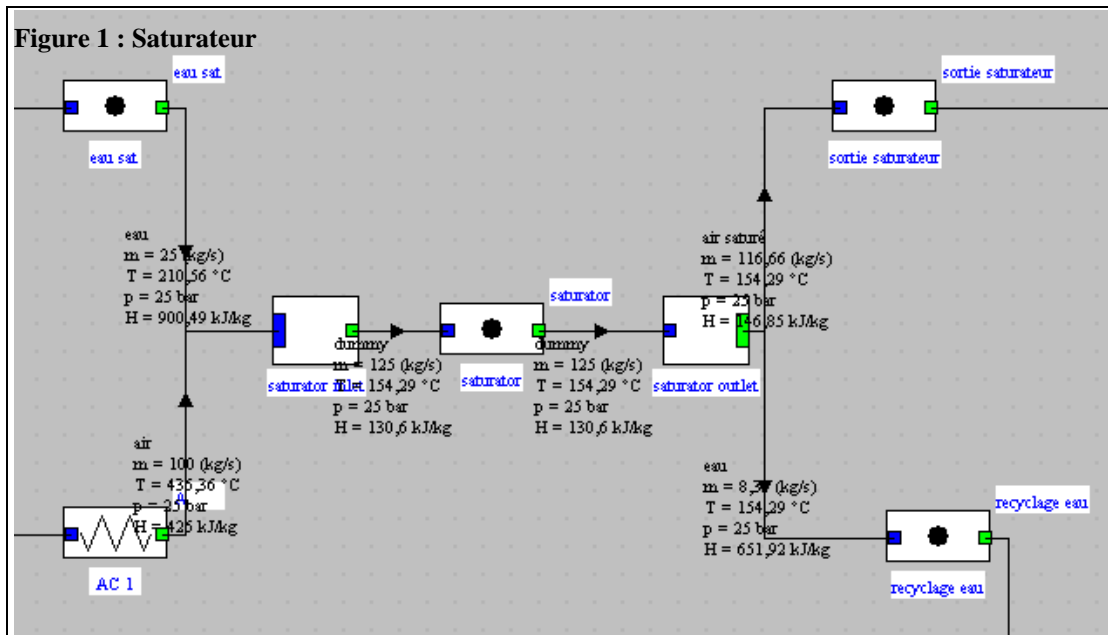 Figure 1 : Saturateur
eau sat
eau sat
sortie saturateur
sortie saturateur
eau
m = 25 (kg/s)
T = 210,56 °C
p = 25 bar
H = 900,49 kJ/kg
air saturé
m = 116,66 (kg/s)
T = 154,29 °C
p = 25 bar
H = 146,85 kJ/kg
saturator
saturator inlet
saturator
saturator outlet
dummy
m = 125 (kg/s)
T = 154,29 °C
p = 25 bar
H = 130,6 kJ/kg
dummy
m = 125 (kg/s)
T = 154,29 °C
p = 25 bar
H = 130,6 kJ/kg
air
m = 100 (kg/s)
T = 435,36 °C
p = 25 bar
H = 425 kJ/kg
AC 1
eau
m = (kg/s)
T = 154,29 °C
p = 25 bar
H = 651,92 kJ/kg
recyclage eau
recyclage eau